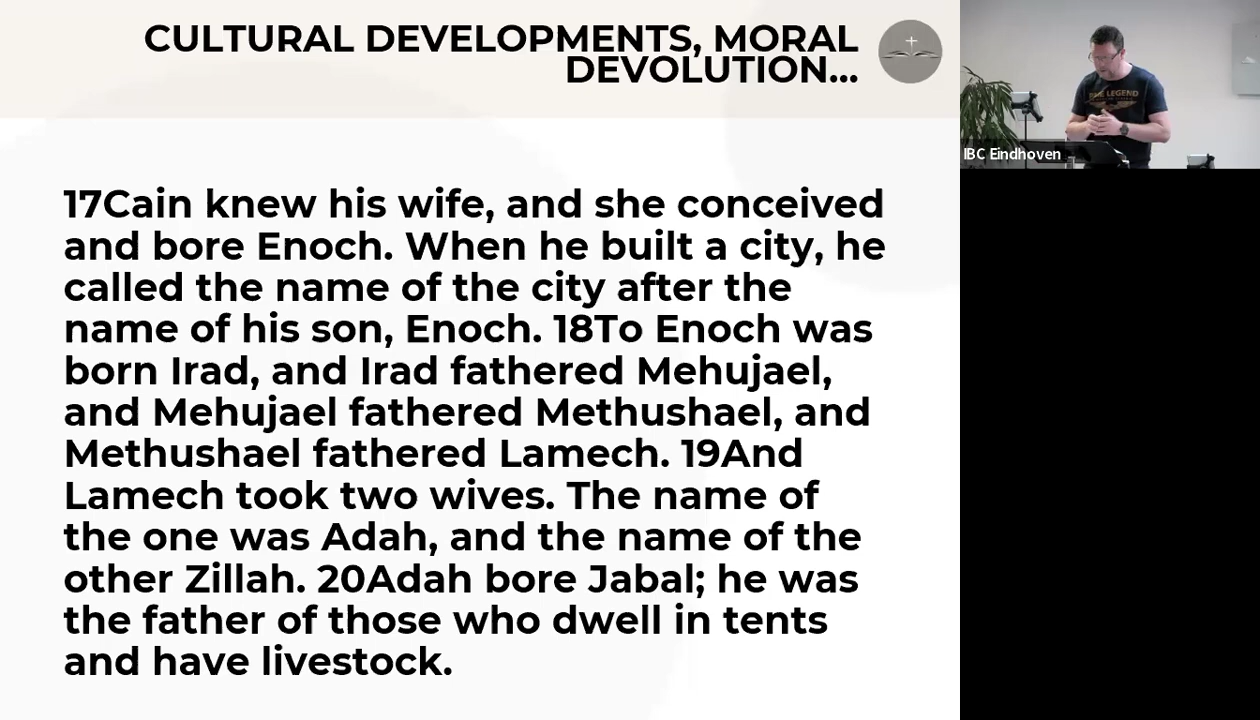 CULTURAL DEVELOPMENTS, MORAL
DEVOLUTION...
17Cain knew his wife, and she conceived
and bore Enoch. When he built a city, he
called the name of the city after the
name of his son, Enoch. 18To Enoch was
born Irad, and Irad fathered Mehujael,
and Mehujael fathered Methushael, and
Methushael fathered Lamech. 19And
Lamech took two wives. The name of
the one was Adah, and the name of the
other Zillah. 20Adah bore Jabal; he was
the father of those who dwell in tents
and have livestock.
LEGEND
IBC Eindhoven